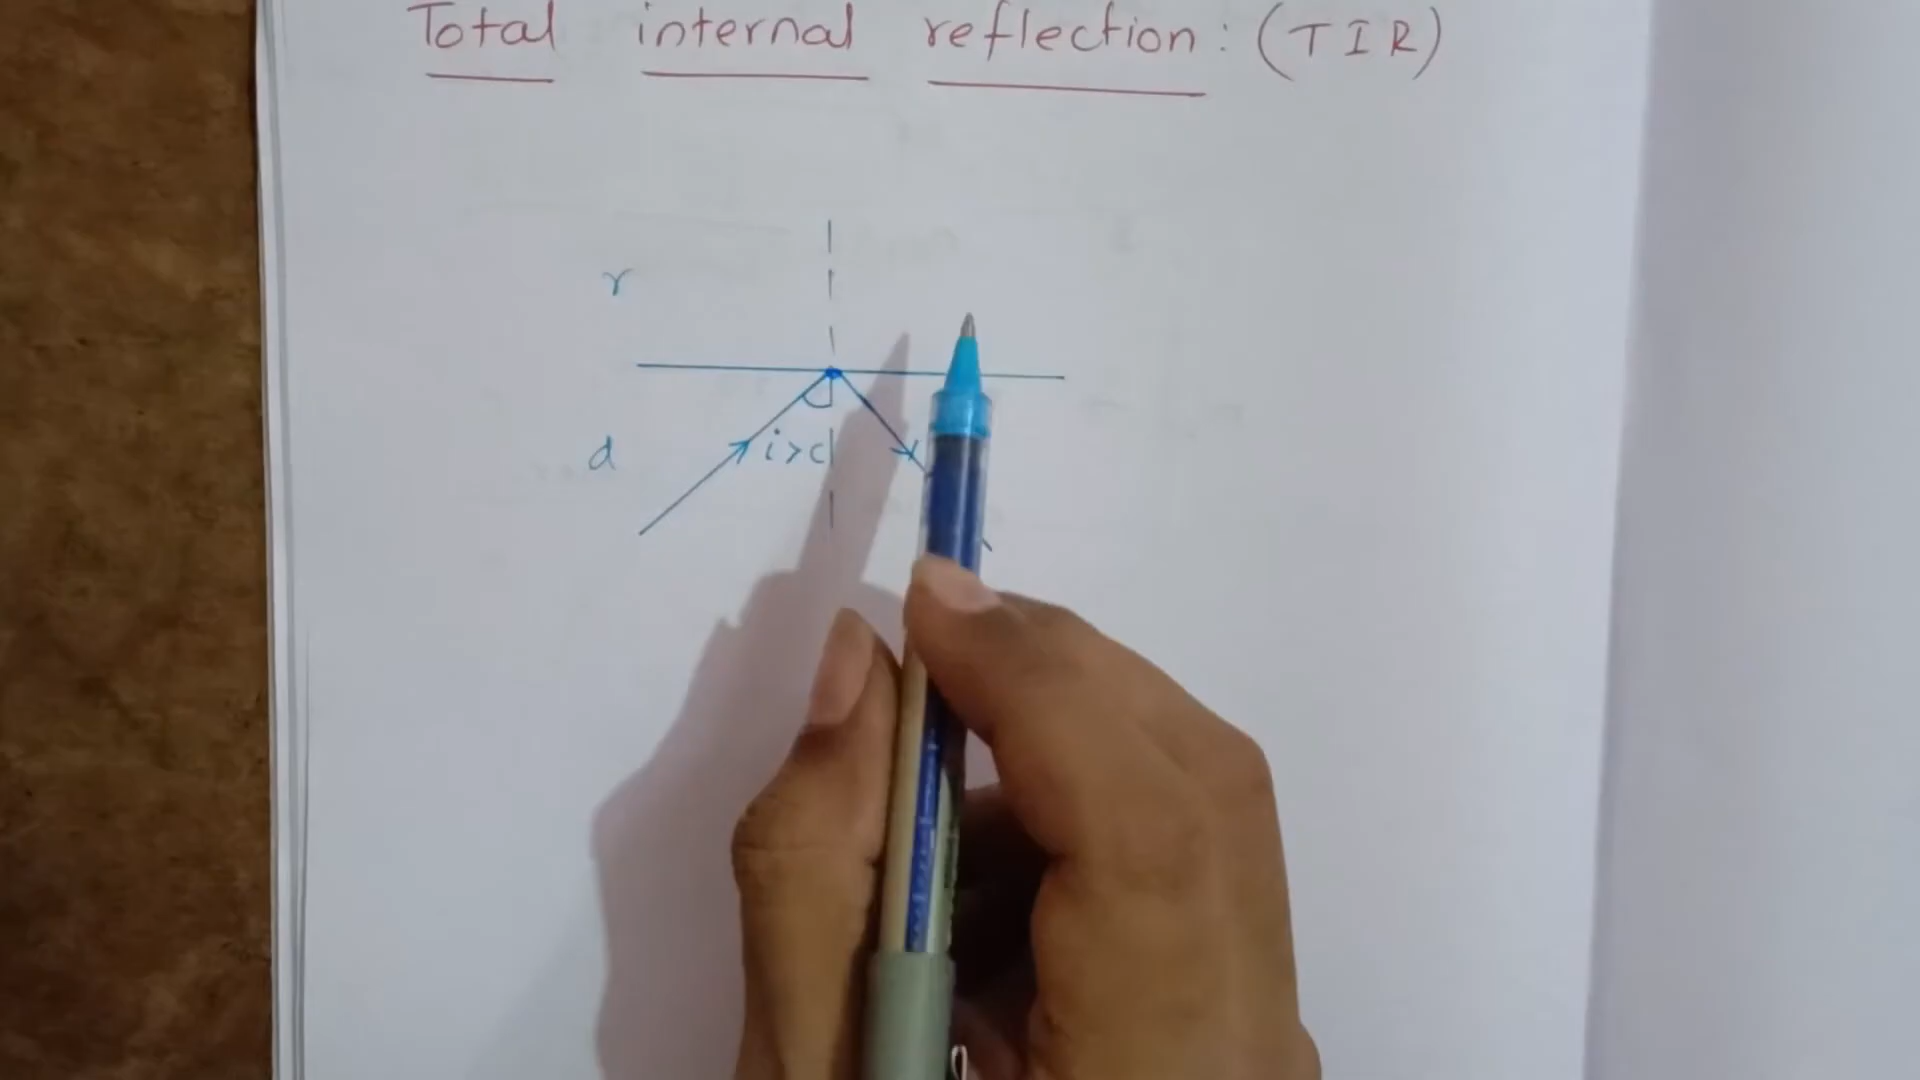 Total internal reflection: (TIR)
r
d
i>c